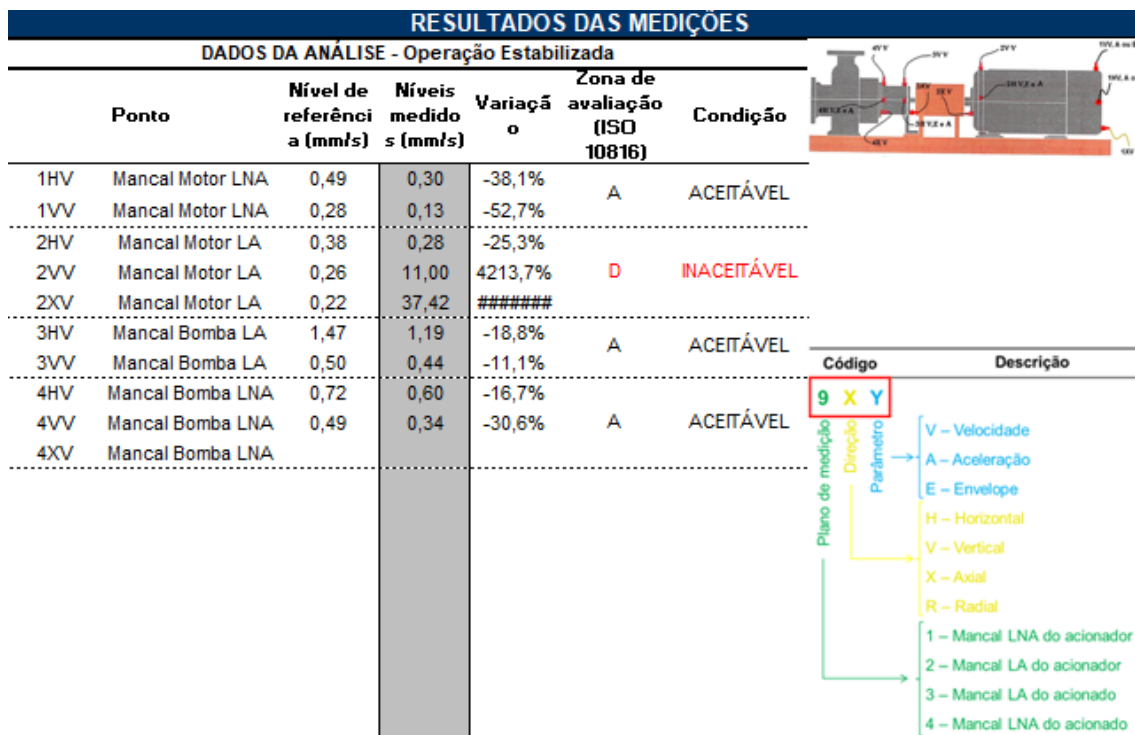 RESULTADOS DAS MEDIÇÕES
DADOS DA ANÁLISE - Operação Estabilizada
Ponto
Nível de
referênci
a (mm/s)
Níveis
medido
s (mm/s)
Variaçã
o
Zona de
avaliação
(ISO
10816)
Condição
1HV Mancal Motor LNA 0,49 0,30 -38,1%
A ACEITÁVEL
1VV Mancal Motor LNA 0,28 0,13 -52,7%
2HV Mancal Motor LA 0,38 0,28 -25,3%
2VV Mancal Motor LA 0,26 11,00 4213,7% D INACEITÁVEL
2XV Mancal Motor LA 0,22 37,42 #######
3HV Mancal Bomba LA 1,47 1,19 -18,8%
A ACEITÁVEL
3VV Mancal Bomba LA 0,50 0,44 -11,1%
4HV Mancal Bomba LNA 0,72 0,60 -16,7%
4VV Mancal Bomba LNA 0,49 0,34 -30,6% A ACEITÁVEL
4XV Mancal Bomba LNA
4VV
3VV
2VV
4XV
Código Descrição
9 X Y
Plano de medição
Direção
Parâmetro
V – Velocidade
A – Aceleração
E – Envelope
H – Horizontal
V – Vertical
X – Axial
R – Radial
1 – Mancal LNA do acionador
2 – Mancal LA do acionador
3 – Mancal LA do acionado
4 – Mancal LNA do acionado